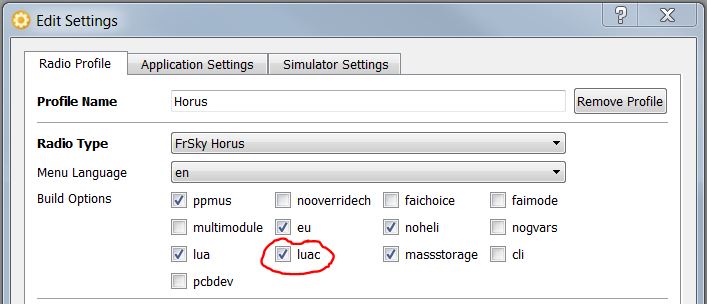 Edit Settings
Radio Profile Application Settings Simulator Settings
Profile Name Horus Remove Profile
Radio Type FrSky Horus
Menu Language en
Build Options ppmus nooverridech faichoice faimode
multimodule eu noheli nogvars
lua luac massstorage cli
pcbdev